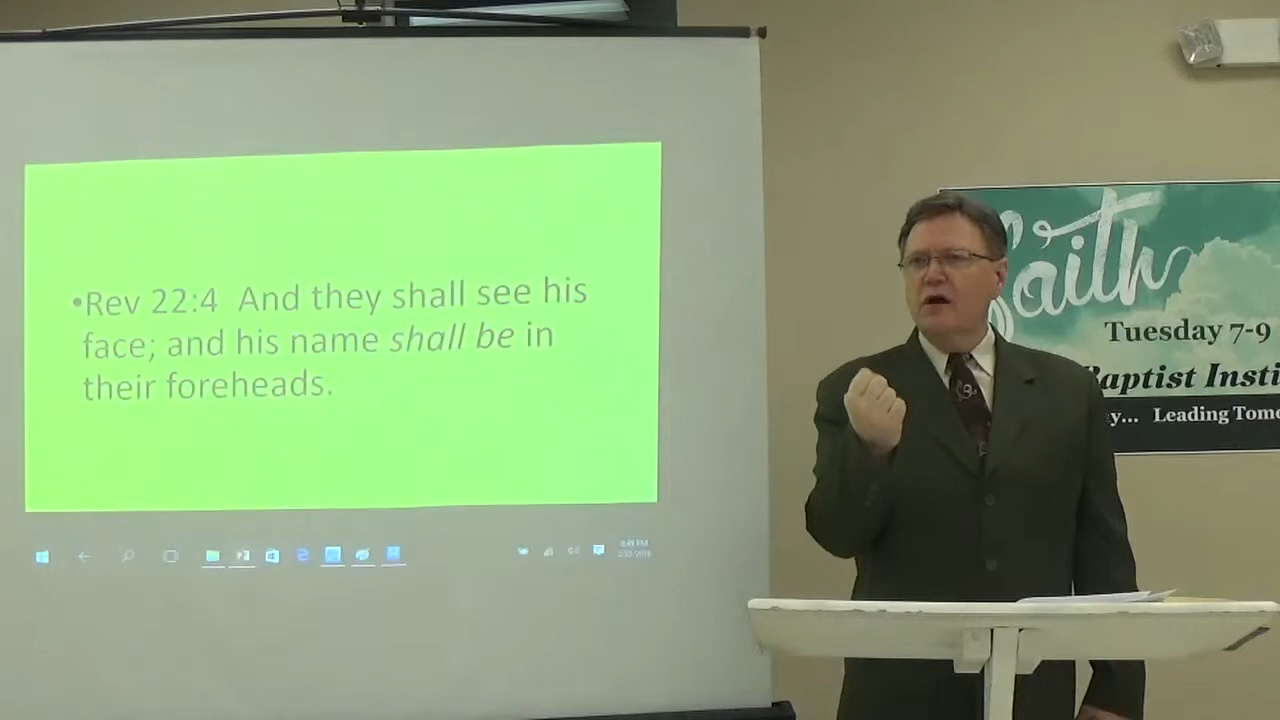 •Rev 22:4 And they shall see his
face; and his name shall be in
their foreheads.
faith
Tuesday 7-9
Baptist Insti
y... Leading Tomo